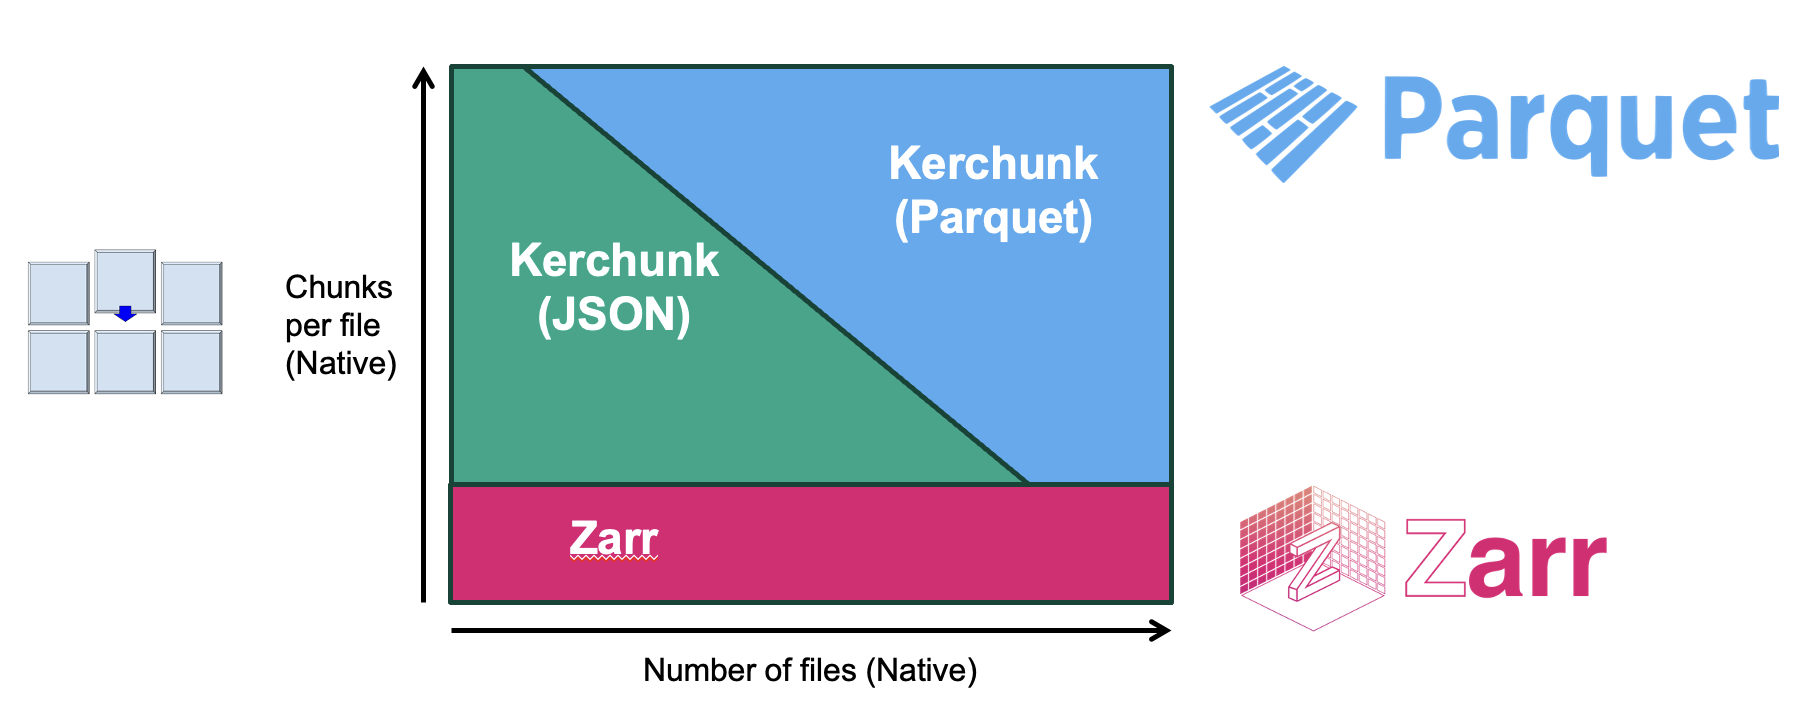 Parquet
Kerchunk
(Parquet)
Kerchunk
(JSON)
Chunks
per file
(Native)
Zarr
Zarr
Number of files (Native)